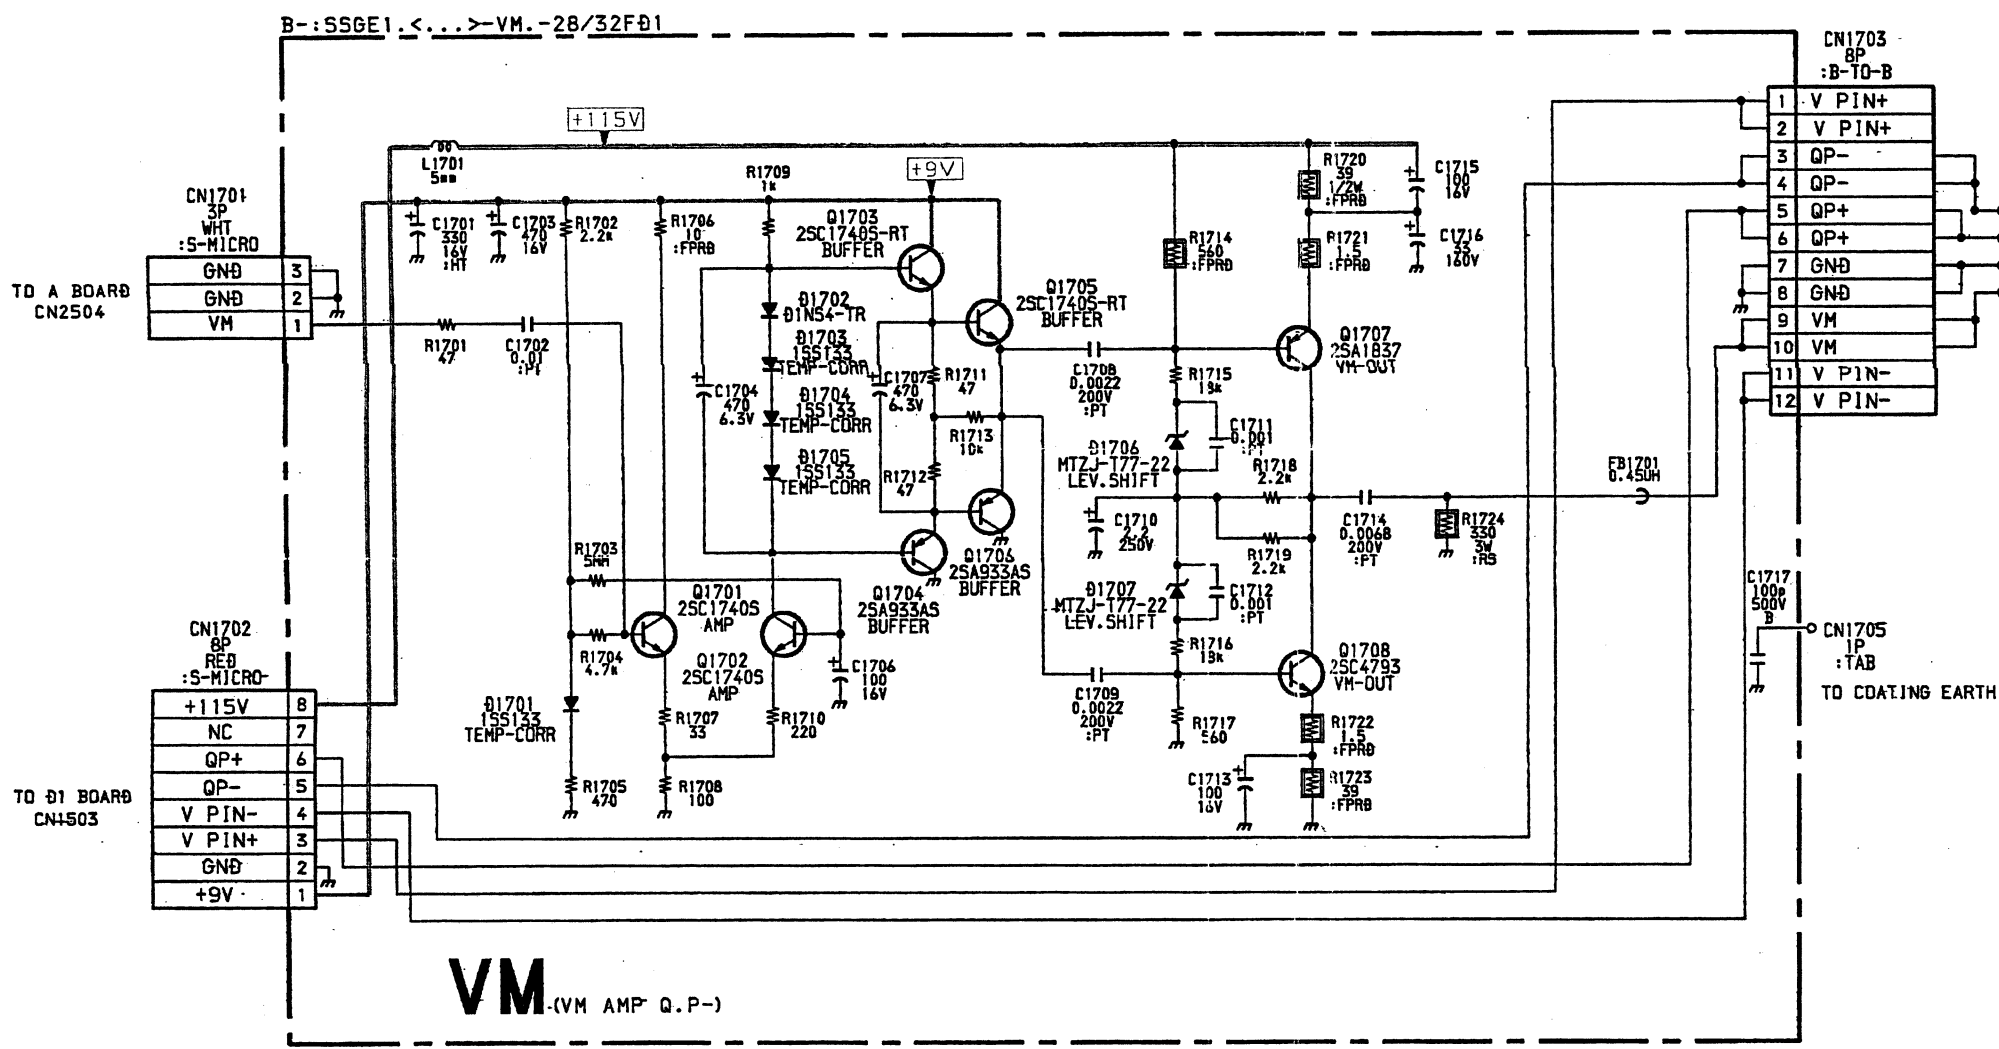 B-:SSGE1.<...>-VM.-28/32FD1
CN1703
8P
:B-TO-B
1 V PIN+
2 V PIN+
3 QP-
4 QP-
5 QP+
6 QP+
7 GND
8 GND
9 VM
10 VM
11 V PIN-
12 V PIN-
+115V
L1701
5mm
+9V
CN1701
3P
WHT
:S-MICRO
GND 3
GND 2
VM 1
TO A BOARD
CN2504
C1701
330
16V
:HT
C1703
470
16V
R1702
2.2k
R1706
10
:FPRD
R1709
1k
Q1703
2SC1740S-RT
BUFFER
R1701
47
C1702
0.01
:PT
D1702
D1N54-TR
D1703
1SS133
TEMP-CORR
D1704
1SS133
TEMP-CORR
D1705
1SS133
TEMP-CORR
C1704
470
6.3V
C1707
470
6.3V
R1711
47
R1713
10k
R1712
47
Q1705
2SC1740S-RT
BUFFER
Q1706
2SA933AS
BUFFER
Q1704
2SA933AS
BUFFER
R1703
5MM
R1704
4.7k
Q1701
2SC1740S
AMP
Q1702
2SC1740S
AMP
C1706
100
16V
D1701
1SS133
TEMP-CORR
R1707
33
R1710
220
R1705
470
R1708
100
R1714
560
:FPRD
R1720
39
1/2W
:FPRD
R1721
1.5
:FPRD
C1715
100
16V
C1716
33
160V
C1708
0.0022
200V
:PT
R1715
18k
Q1707
2SA1837
VM-OUT
C1711
0.001
:PT
D1706
MTZJ-T77-22
LEV.SHIFT
R1718
2.2k
C1710
2.2
250V
R1719
2.2k
C1714
0.0068
200V
:PT
R1724
330
3W
:RS
FB1701
0.45UH
D1707
MTZJ-T77-22
LEV.SHIFT
C1712
0.001
:PT
R1716
18k
Q1708
2SC4793
VM-OUT
C1709
0.0022
200V
:PT
R1717
560
R1722
1.5
:FPRD
C1713
100
16V
R1723
39
:FPRD
C1717
100p
500V
B
CN1705
1P
:TAB
TO COATING EARTH
CN1702
8P
RED
:S-MICRO
+115V 8
NC 7
QP+ 6
QP- 5
V PIN- 4
V PIN+ 3
GND 2
+9V 1
TO D1 BOARD
CN1503
VM (VM AMP Q.P-)